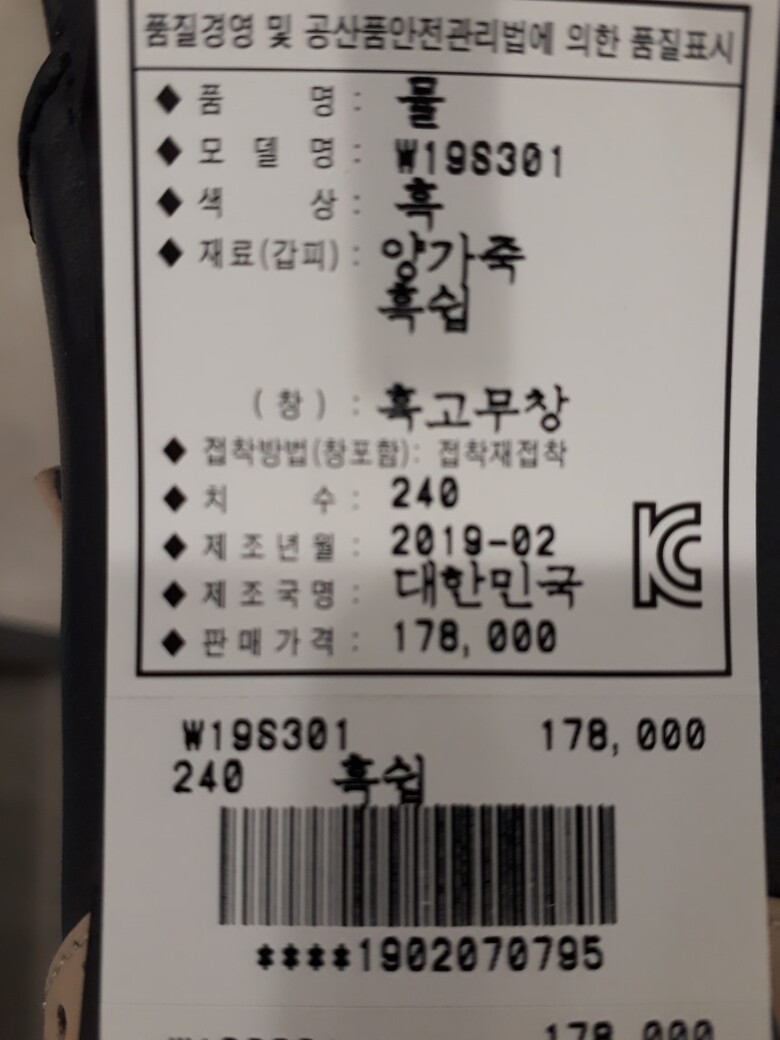 품질경영 및 공산품안전관리법에 의한 품질표시
◆ 품 명 : 뮬
◆ 모 델 명 : W19S301
◆ 색 상 : 흑
◆ 재료(갑피) : 양가죽
흑쉽
( 창 ) : 흑고무창
◆ 접착방법(창포함) : 접착재접착
◆ 치 수 : 240
◆ 제 조 년 월 : 2019-02
◆ 제 조 국 명 : 대한민국
◆ 판 매 가 격 : 178,000
W19S301 178,000
240 흑쉽
****1902070795
178,000